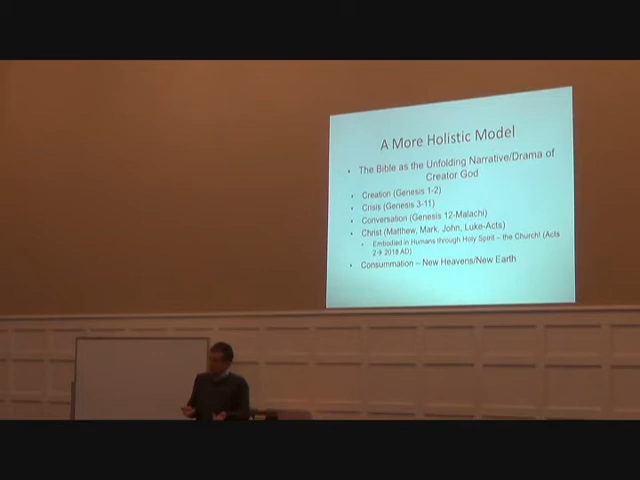 A More Holistic Model
• The Bible as the Unfolding Narrative/Drama of
Creator God
• Creation (Genesis 1-2)
• Crisis (Genesis 3-11)
• Conversation (Genesis 12-Malachi)
• Christ (Matthew, Mark, John, Luke-Acts)
• Embodied in Humans through Holy Spirit – the Church! (Acts
2→ 2018 AD)
• Consummation – New Heavens/New Earth